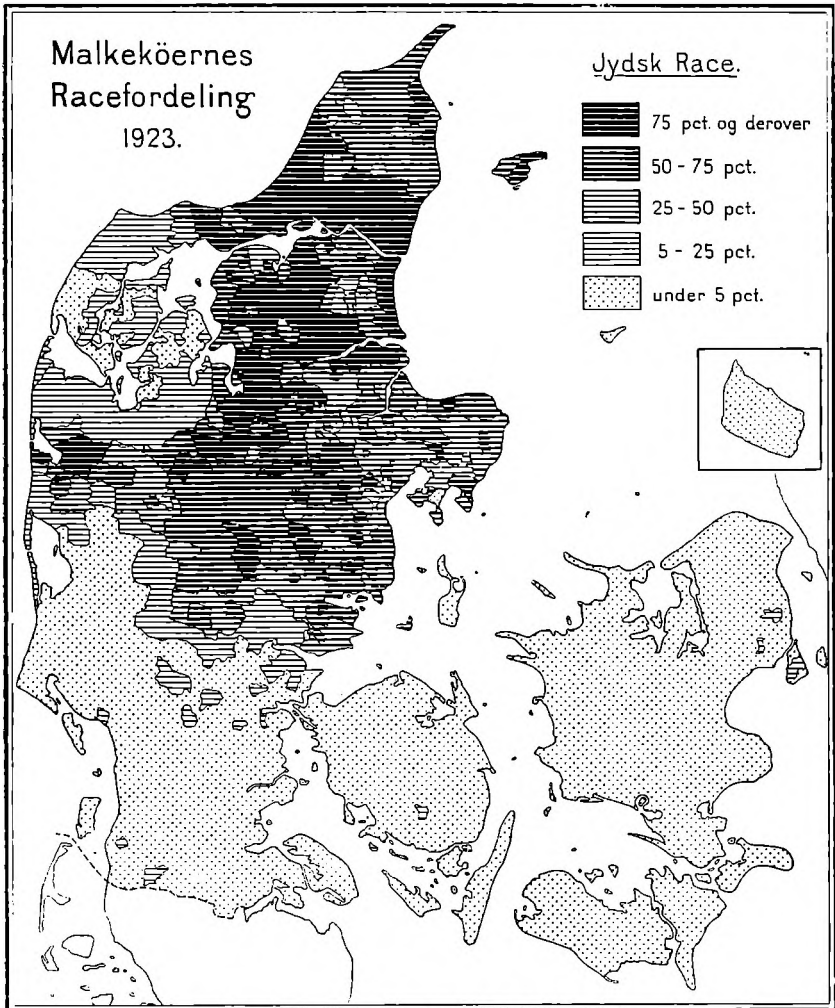 Malkeköernes
Racefordeling
1923.
Jydsk Race.
75 pct. og derover
50 - 75 pct.
25 - 50 pct.
5 - 25 pct.
under 5 pct.